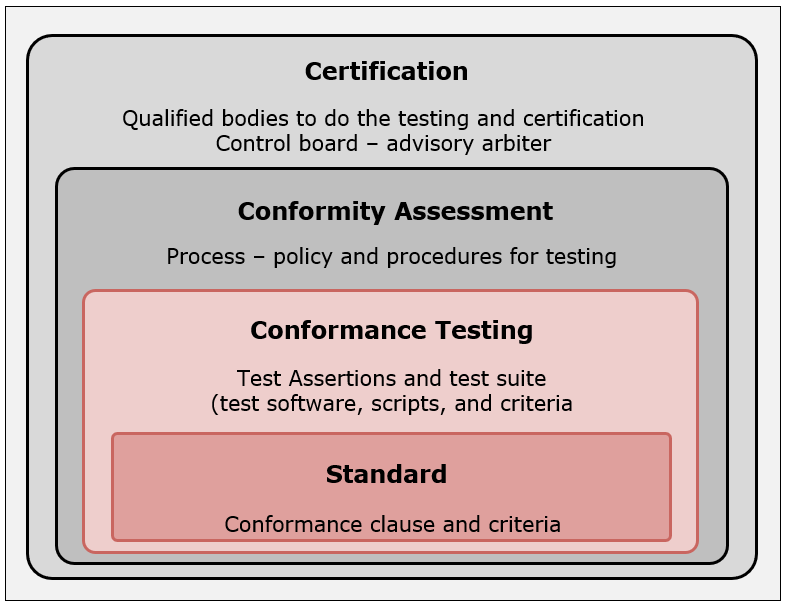 Certification
Qualified bodies to do the testing and certification
Control board – advisory arbiter
Conformity Assessment
Process – policy and procedures for testing
Conformance Testing
Test Assertions and test suite
(test software, scripts, and criteria
Standard
Conformance clause and criteria